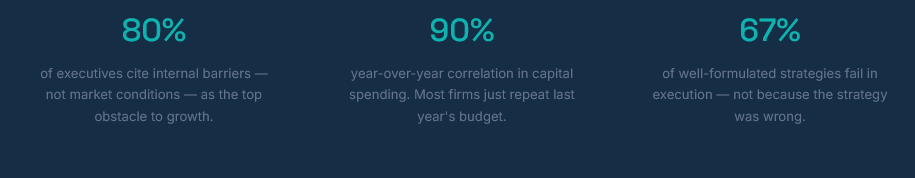 80%
of executives cite internal barriers —
not market conditions — as the top
obstacle to growth.
90%
year-over-year correlation in capital
spending. Most firms just repeat last
year's budget.
67%
of well-formulated strategies fail in
execution — not because the strategy
was wrong.